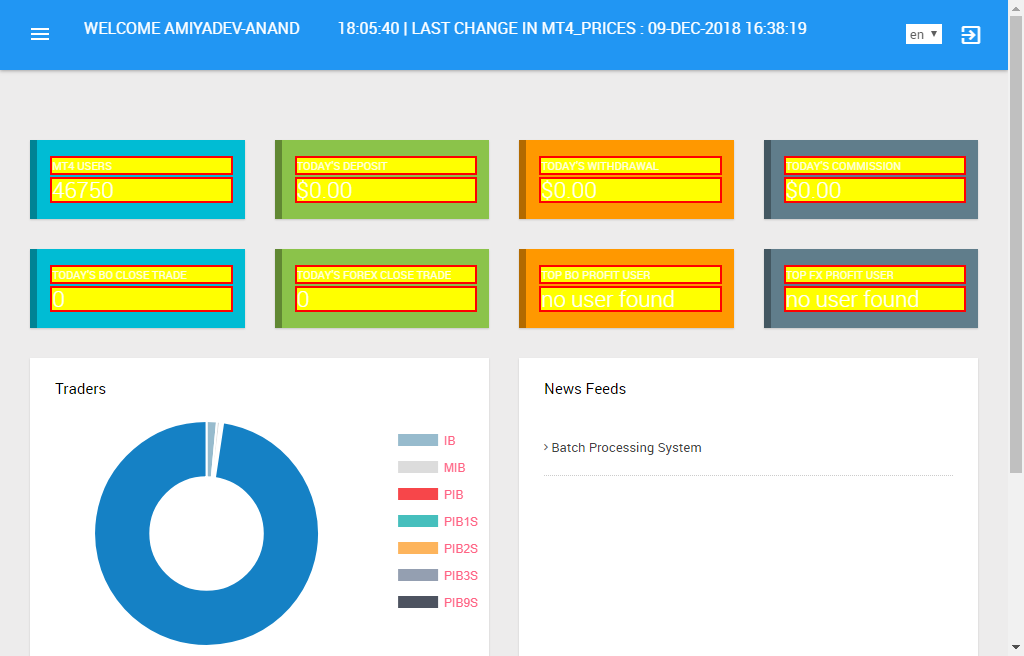 WELCOME AMIYADEV-ANAND 18:05:40 | LAST CHANGE IN MT4_PRICES : 09-DEC-2018 16:38:19 en
MT4 USERS
46750
TODAY'S DEPOSIT
$0.00
TODAY'S WITHDRAWAL
$0.00
TODAY'S COMMISSION
$0.00
TODAY'S BO CLOSE TRADE
0
TODAY'S FOREX CLOSE TRADE
0
TOP BO PROFIT USER
no user found
TOP FX PROFIT USER
no user found
Traders
IB
MIB
PIB
PIB1S
PIB2S
PIB3S
PIB9S
News Feeds
Batch Processing System